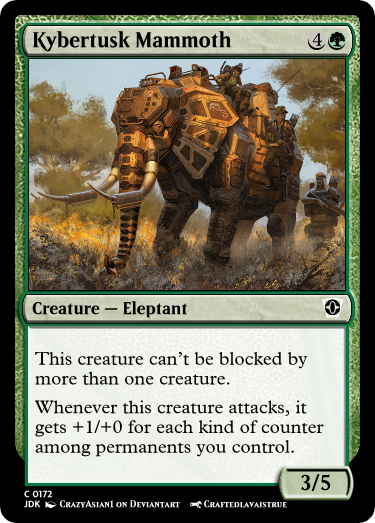 Kybertusk Mammoth 4
Creature — Eleptant
This creature can't be blocked by
more than one creature.
Whenever this creature attacks, it
gets +1/+0 for each kind of counter
among permanents you control.
3/5
C 0172
JDK CrazyAsian1 on Deviantart Craftedlavaistrue